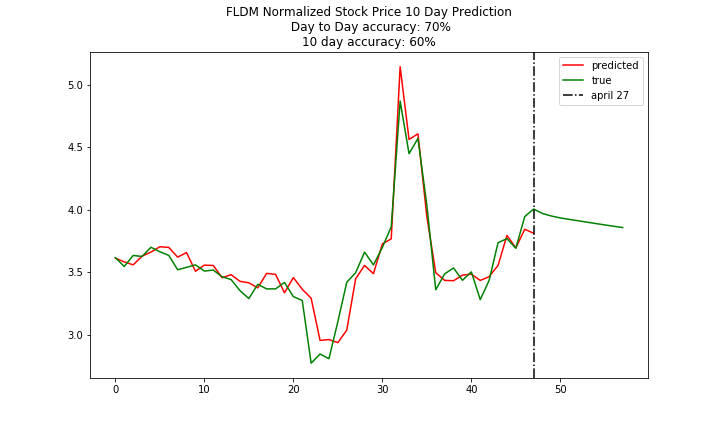 FLDM Normalized Stock Price 10 Day Prediction
Day to Day accuracy: 70%
10 day accuracy: 60%
predicted
true
april 27
5.0
4.5
4.0
3.5
3.0
0 10 20 30 40 50